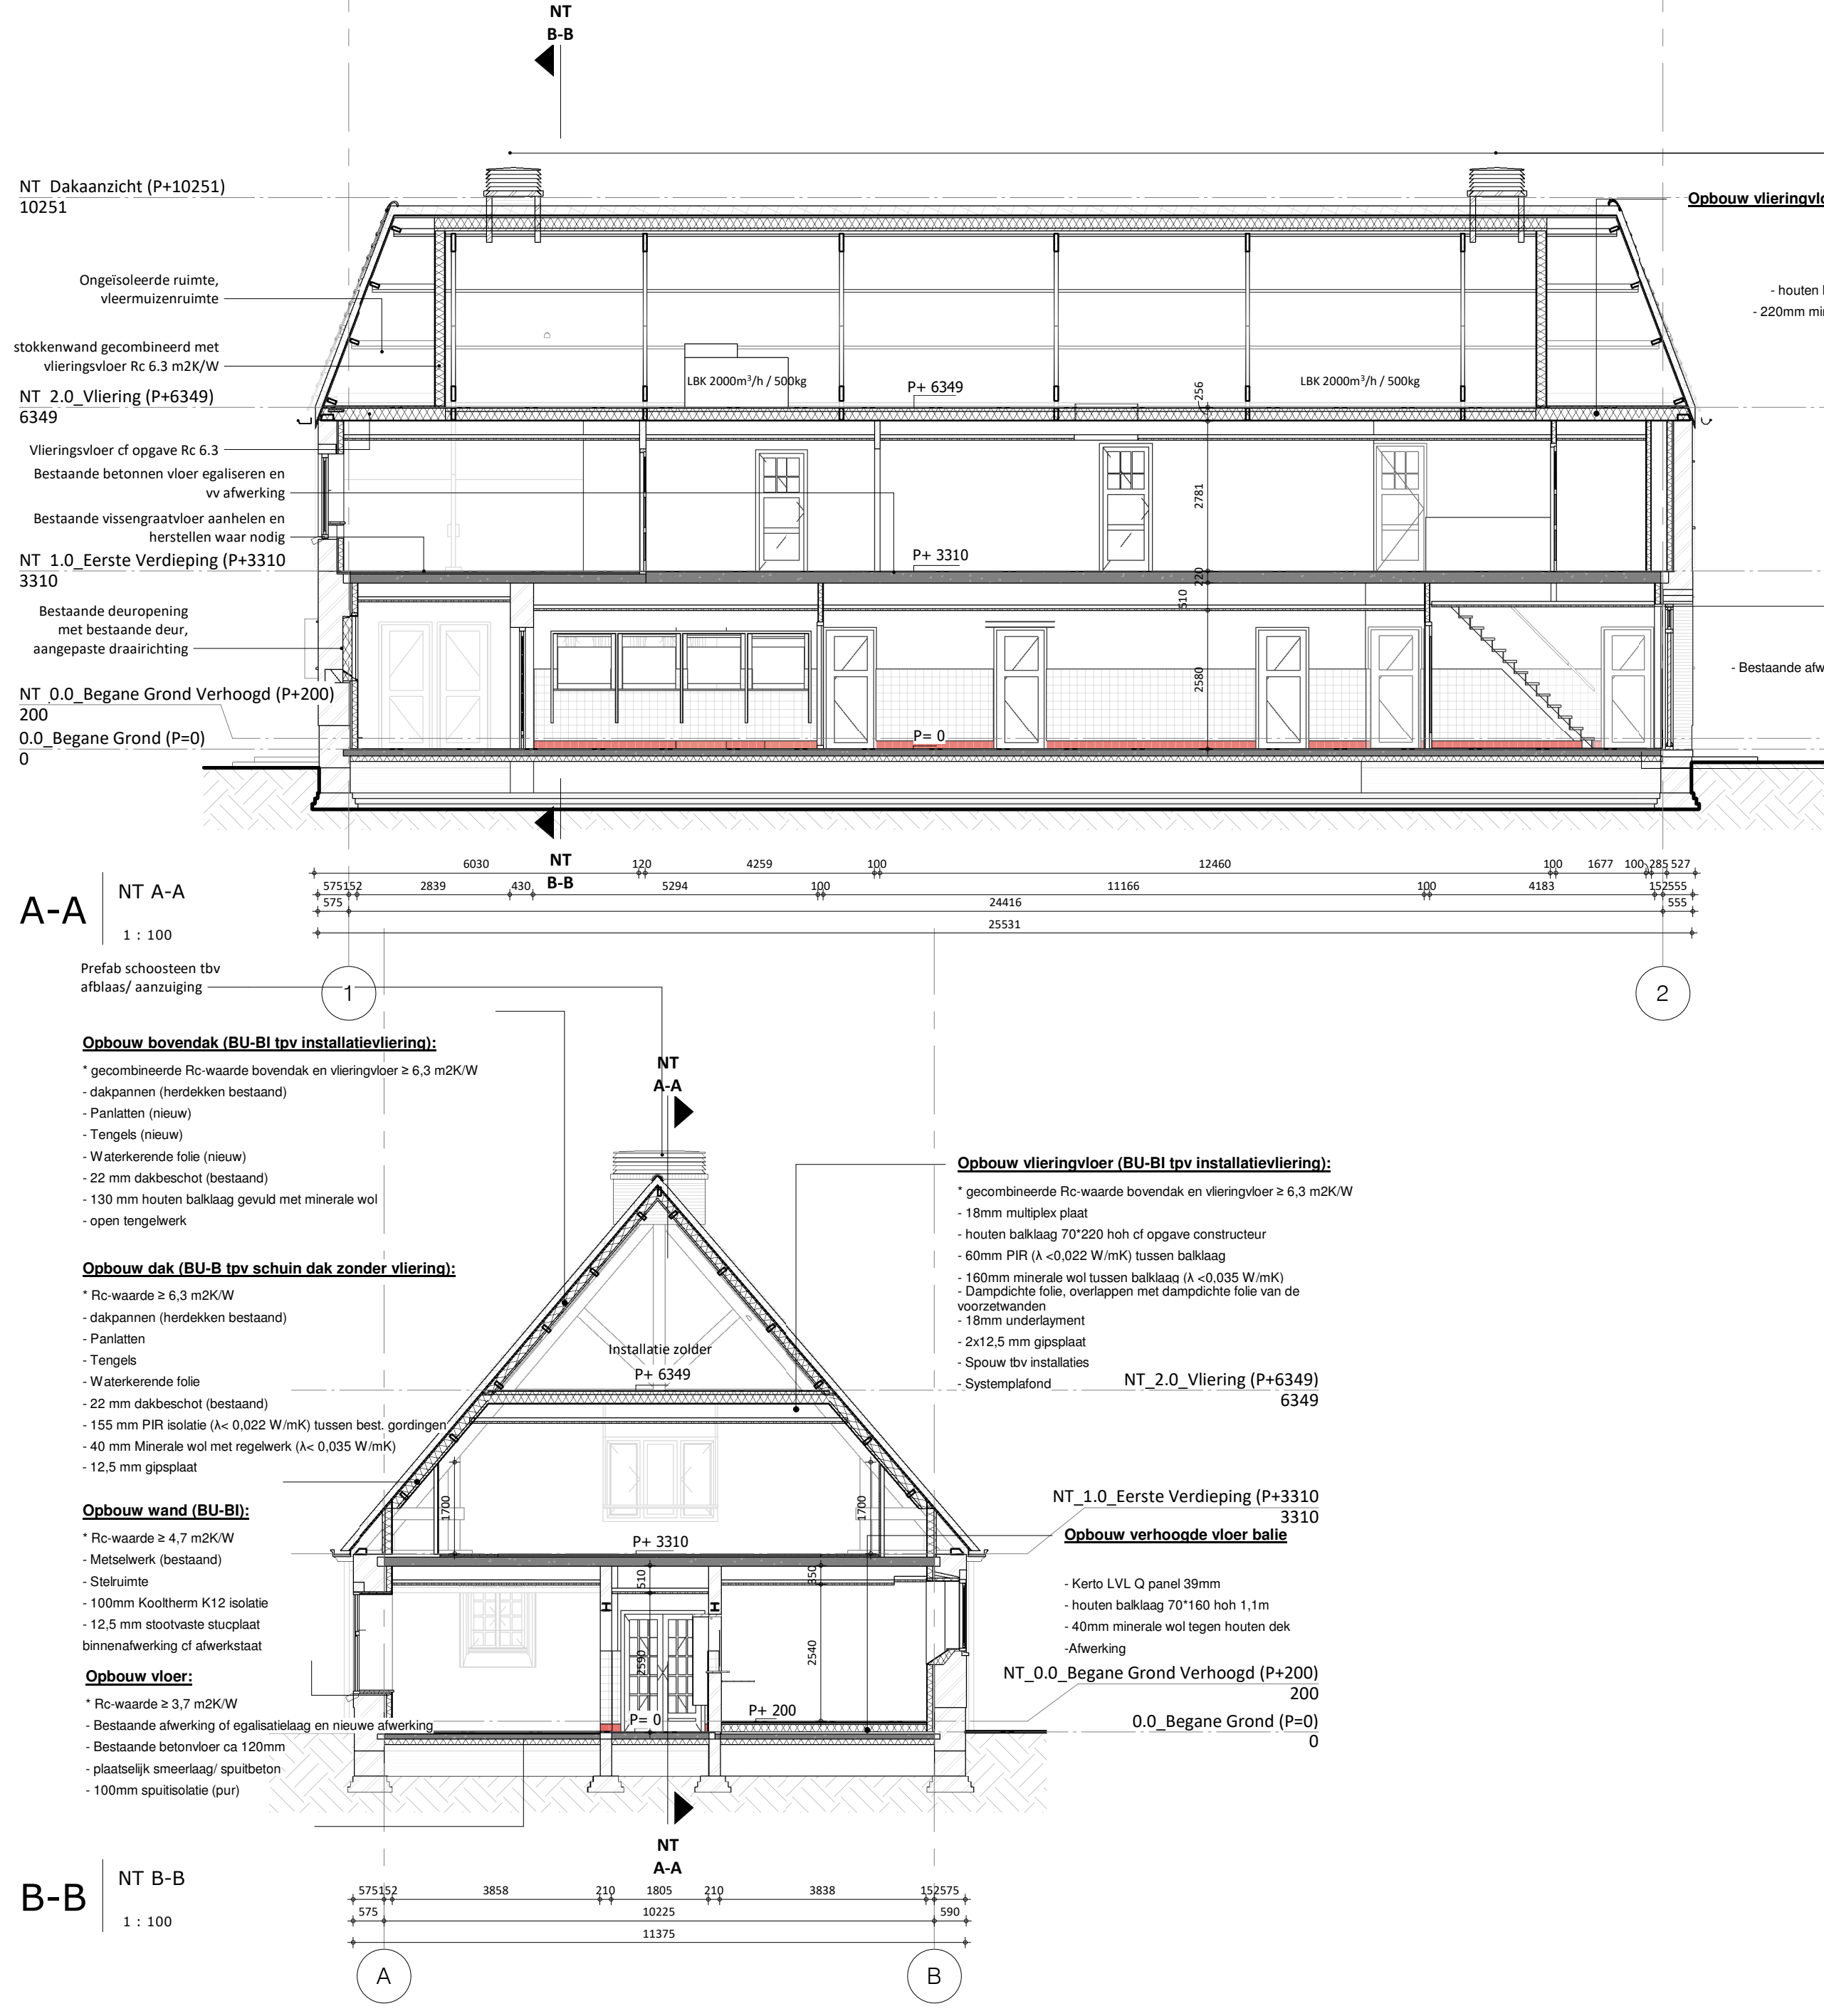 NT
B-B
NT Dakaanzicht (P+10251)
10251
Opbouw vlieringvlo
Ongeïsoleerde ruimte,
vleermuizenruimte
- houten
- 220mm
stokkenwand gecombineerd met
vlieringsvloer Rc 6.3 m2K/W
LBK 2000m³/h / 500kg
P+ 6349
LBK 2000m³/h / 500kg
256
NT 2.0_Vliering (P+6349)
6349
Vlieringsvloer cf opgave Rc 6.3
Bestaande betonnen vloer egaliseren en
vv afwerking
2781
Bestaande vissengraatvloer aanhelen en
herstellen waar nodig
NT 1.0_Eerste Verdieping (P+3310
3310
P+ 3310
220
510
Bestaande deuropening
met bestaande deur,
aangepaste draairichting
2580
- Bestaande afw
NT_0.0_Begane Grond Verhoogd (P+200)
200
0.0_Begane Grond (P=0)
0
P= 0
NT
B-B
6030 120 4259 100 12460 100 1677 100 285 527
575 152 2839 430 5294 100 11166 100 4183 152 555
575 24416 555
25531
A-A
NT A-A
1 : 100
1
2
Prefab schoosteen tbv
afblaas/ aanzuiging
Opbouw bovendak (BU-BI tpv installatievliering):
* gecombineerde Rc-waarde bovendak en vlieringvloer ≥ 6,3 m2K/W
- dakpannen (herdekken bestaand)
- Panlatten (nieuw)
- Tengels (nieuw)
- Waterkerende folie (nieuw)
- 22 mm dakbeschot (bestaand)
- 130 mm houten balklaag gevuld met minerale wol
- open tengelwerk
Opbouw dak (BU-B tpv schuin dak zonder vliering):
* Rc-waarde ≥ 6,3 m2K/W
- dakpannen (herdekken bestaand)
- Panlatten
- Tengels
- Waterkerende folie
- 22 mm dakbeschot (bestaand)
- 155 mm PIR isolatie (λ< 0,022 W/mK) tussen best. gordingen
- 40 mm Minerale wol met regelwerk (λ< 0,035 W/mK)
- 12,5 mm gipsplaat
Opbouw wand (BU-BI):
* Rc-waarde ≥ 4,7 m2K/W
- Metselwerk (bestaand)
- Stelruimte
- 100mm Kooltherm K12 isolatie
- 12,5 mm stootvaste stucplaat
binnenafwerking cf afwerkstaat
Opbouw vloer:
* Rc-waarde ≥ 3,7 m2K/W
- Bestaande afwerking of egalisatielaag en nieuwe afwerking
- Bestaande betonvloer ca 120mm
- plaatselijk smeerlaag/ spuitbeton
- 100mm spuitisolatie (pur)
NT
A-A
Installatie zolder
P+ 6349
1700
1700
P+ 3310
510
350
2590
2540
P= 0
P+ 200
Opbouw vlieringvloer (BU-BI tpv installatievliering):
* gecombineerde Rc-waarde bovendak en vlieringvloer ≥ 6,3 m2K/W
- 18mm multiplex plaat
- houten balklaag 70*220 hoh cf opgave constructeur
- 60mm PIR (λ <0,022 W/mK) tussen balklaag
- 160mm minerale wol tussen balklaag (λ <0,035 W/mK)
- Dampdichte folie, overlappen met dampdichte folie van de
voorzetwanden
- 18mm underlayment
- 2x12,5 mm gipsplaat
- Spouw tbv installaties
- Systemplafond
NT_2.0_Vliering (P+6349)
6349
NT_1.0_Eerste Verdieping (P+3310
3310
Opbouw verhoogde vloer balie
- Kerto LVL Q panel 39mm
- houten balklaag 70*160 hoh 1,1m
- 40mm minerale wol tegen houten dek
-Afwerking
NT_0.0_Begane Grond Verhoogd (P+200)
200
0.0_Begane Grond (P=0)
0
NT
A-A
B-B
NT B-B
1 : 100
575 152 3858 210 1805 210 3838 152 575
575 10225 590
11375
A
B